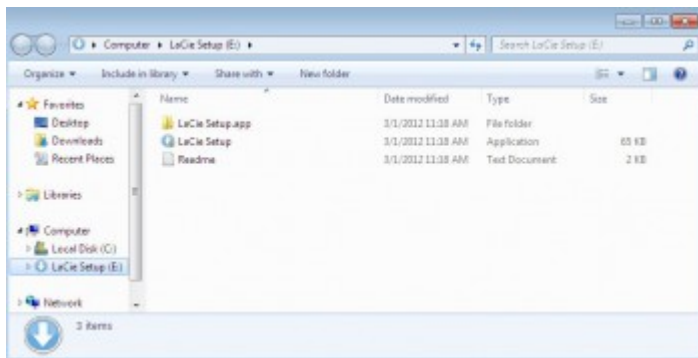 Computer ▸ LaCie Setup (E:) ▸
Search LaCie Setup (E:)
Organize Include in library Share with New folder
Name Date modified Type Size
Favorites
Desktop
Downloads
Recent Places
Libraries
Computer
Local Disk (C:)
LaCie Setup (E:)
Network
LaCie Setup.app 3/1/2012 11:18 AM File folder
LaCie Setup 3/1/2012 11:18 AM Application 65 KB
Readme 3/1/2012 11:18 AM Text Document 2 KB
3 items